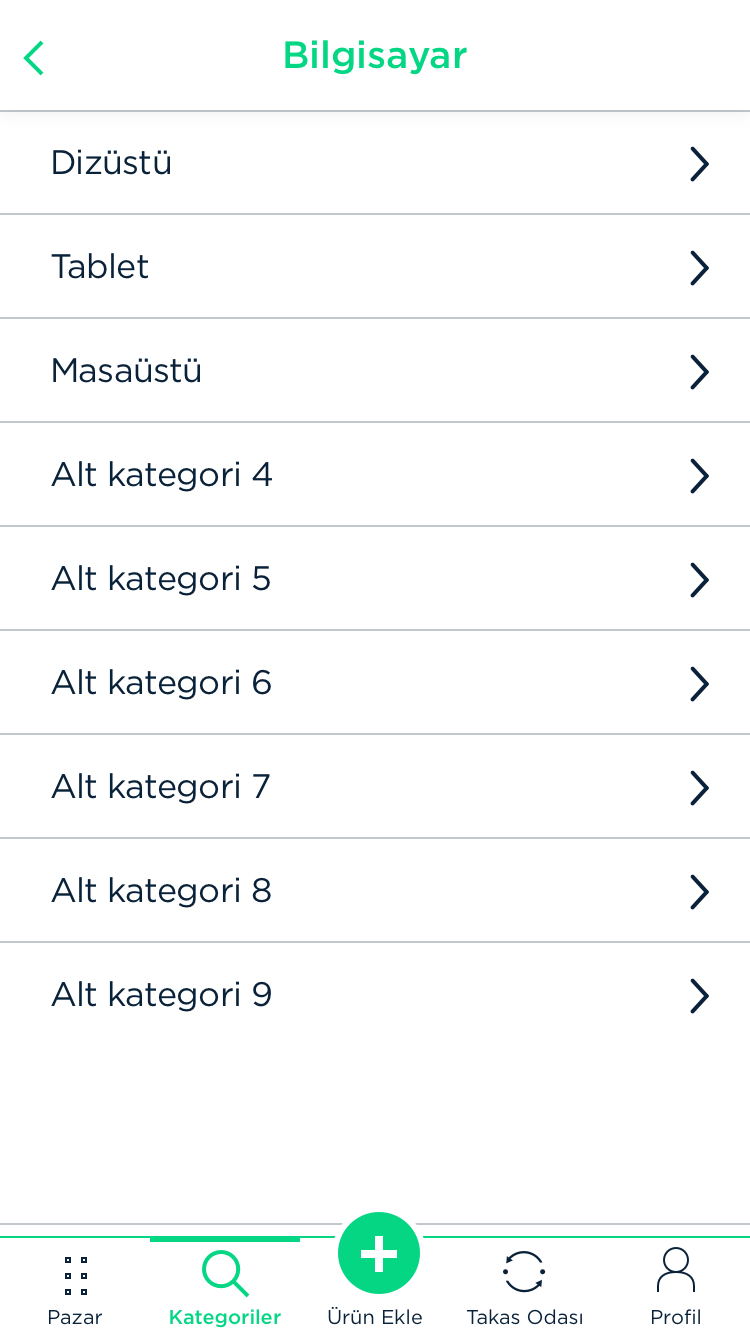 Bilgisayar
Dizüstü
Tablet
Masaüstü
Alt kategori 4
Alt kategori 5
Alt kategori 6
Alt kategori 7
Alt kategori 8
Alt kategori 9
Pazar
Kategoriler
Ürün Ekle
Takas Odası
Profil